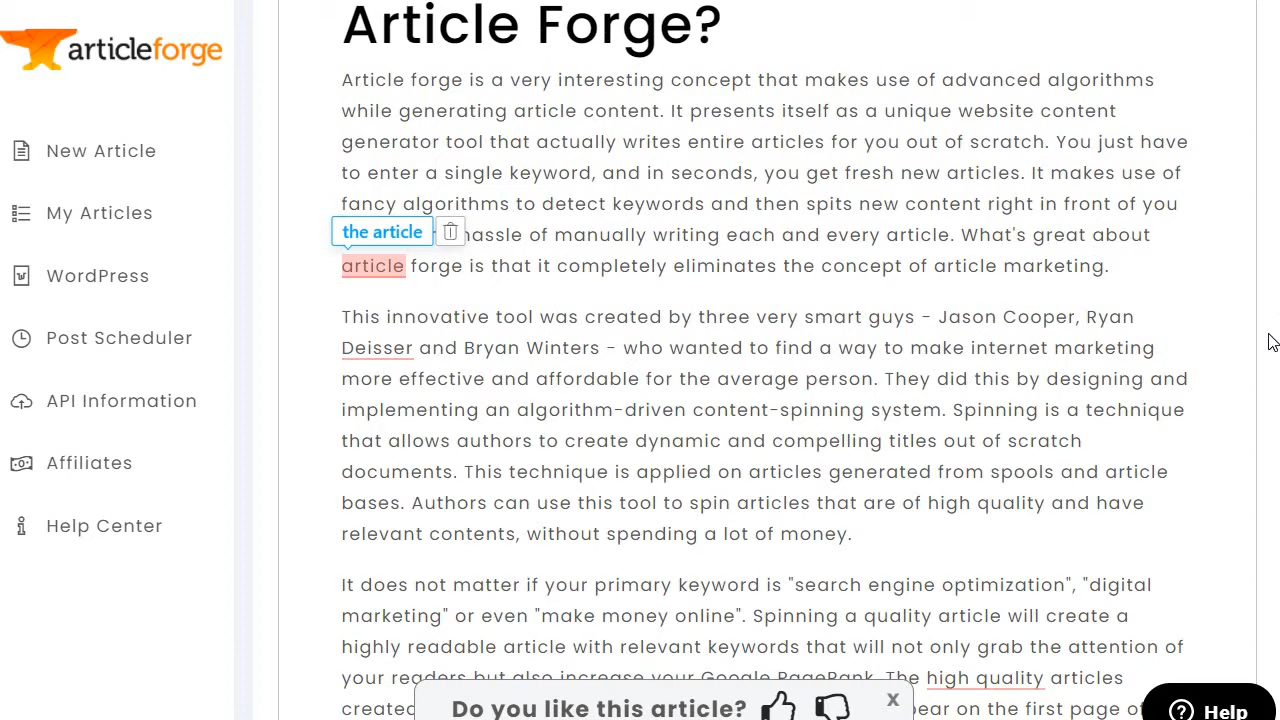 Article Forge?
articleforge
New Article
My Articles
WordPress
Post Scheduler
API Information
Affiliates
Help Center
Article forge is a very interesting concept that makes use of advanced algorithms
while generating article content. It presents itself as a unique website content
generator tool that actually writes entire articles for you out of scratch. You just have
to enter a single keyword, and in seconds, you get fresh new articles. It makes use of
fancy algorithms to detect keywords and then spits new content right in front of you
the article
hassle of manually writing each and every article. What's great about
article forge is that it completely eliminates the concept of article marketing.
This innovative tool was created by three very smart guys - Jason Cooper, Ryan
Deisser and Bryan Winters - who wanted to find a way to make internet marketing
more effective and affordable for the average person. They did this by designing and
implementing an algorithm-driven content-spinning system. Spinning is a technique
that allows authors to create dynamic and compelling titles out of scratch
documents. This technique is applied on articles generated from spools and article
bases. Authors can use this tool to spin articles that are of high quality and have
relevant contents, without spending a lot of money.
It does not matter if your primary keyword is "search engine optimization", "digital
marketing" or even "make money online". Spinning a quality article will create a
highly readable article with relevant keywords that will not only grab the attention of
your readers but also increase your Google PageRank. The high quality articles
created
on the first page of
Do you like this article?
x
Help